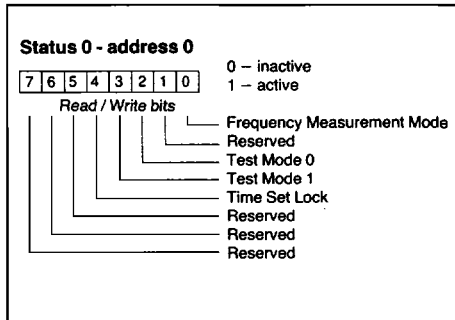 Status 0 - address 0
7 6 5 4 3 2 1 0
0 – inactive
1 – active
Read / Write bits
Frequency Measurement Mode
Reserved
Test Mode 0
Test Mode 1
Time Set Lock
Reserved
Reserved
Reserved